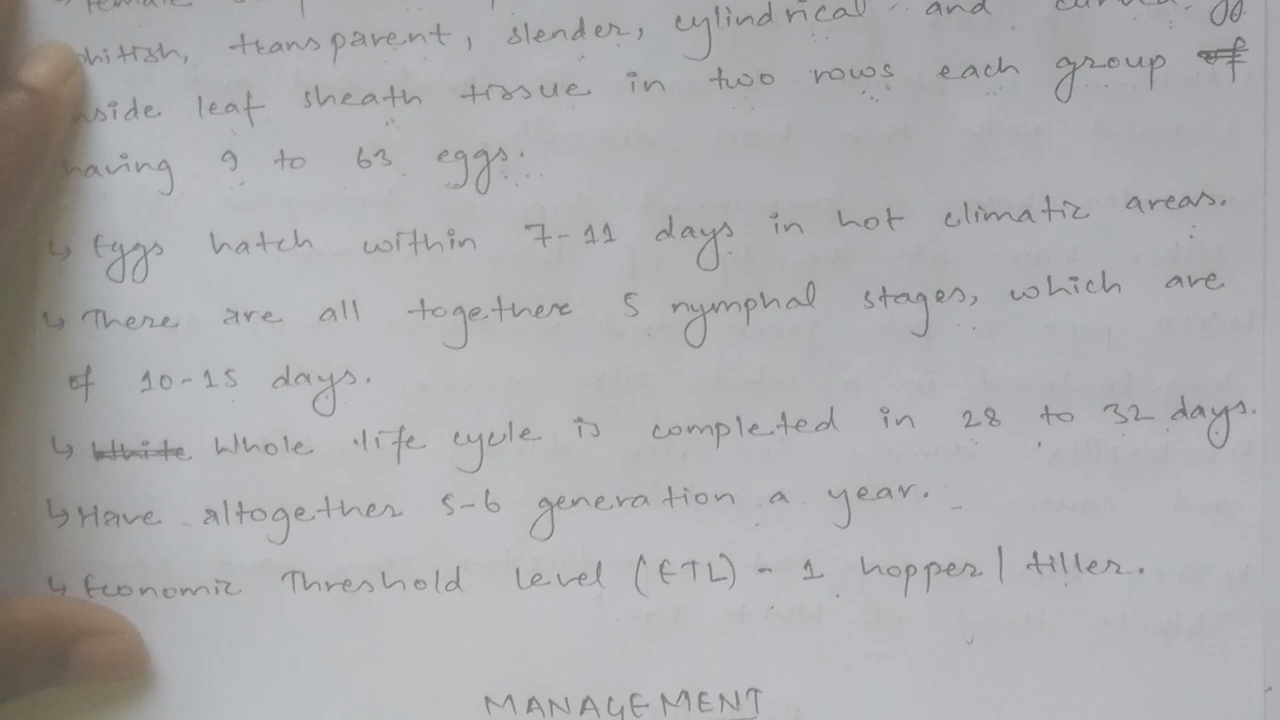 female
whitish, transparent, slender, cylindrical and
inside leaf sheath tissue in two rows each group of
having 9 to 63 eggs.
↳ Eggs hatch within 7-11 days in hot climatic areas.
↳ There are all together 5 nymphal stages, which are
of 10-15 days.
↳ White Whole life cycle is completed in 28 to 32 days.
↳ Have altogether 5-6 generation a year.
↳ Economic Threshold Level (ETL) - 1 hopper / tiller.
MANAGEMENT